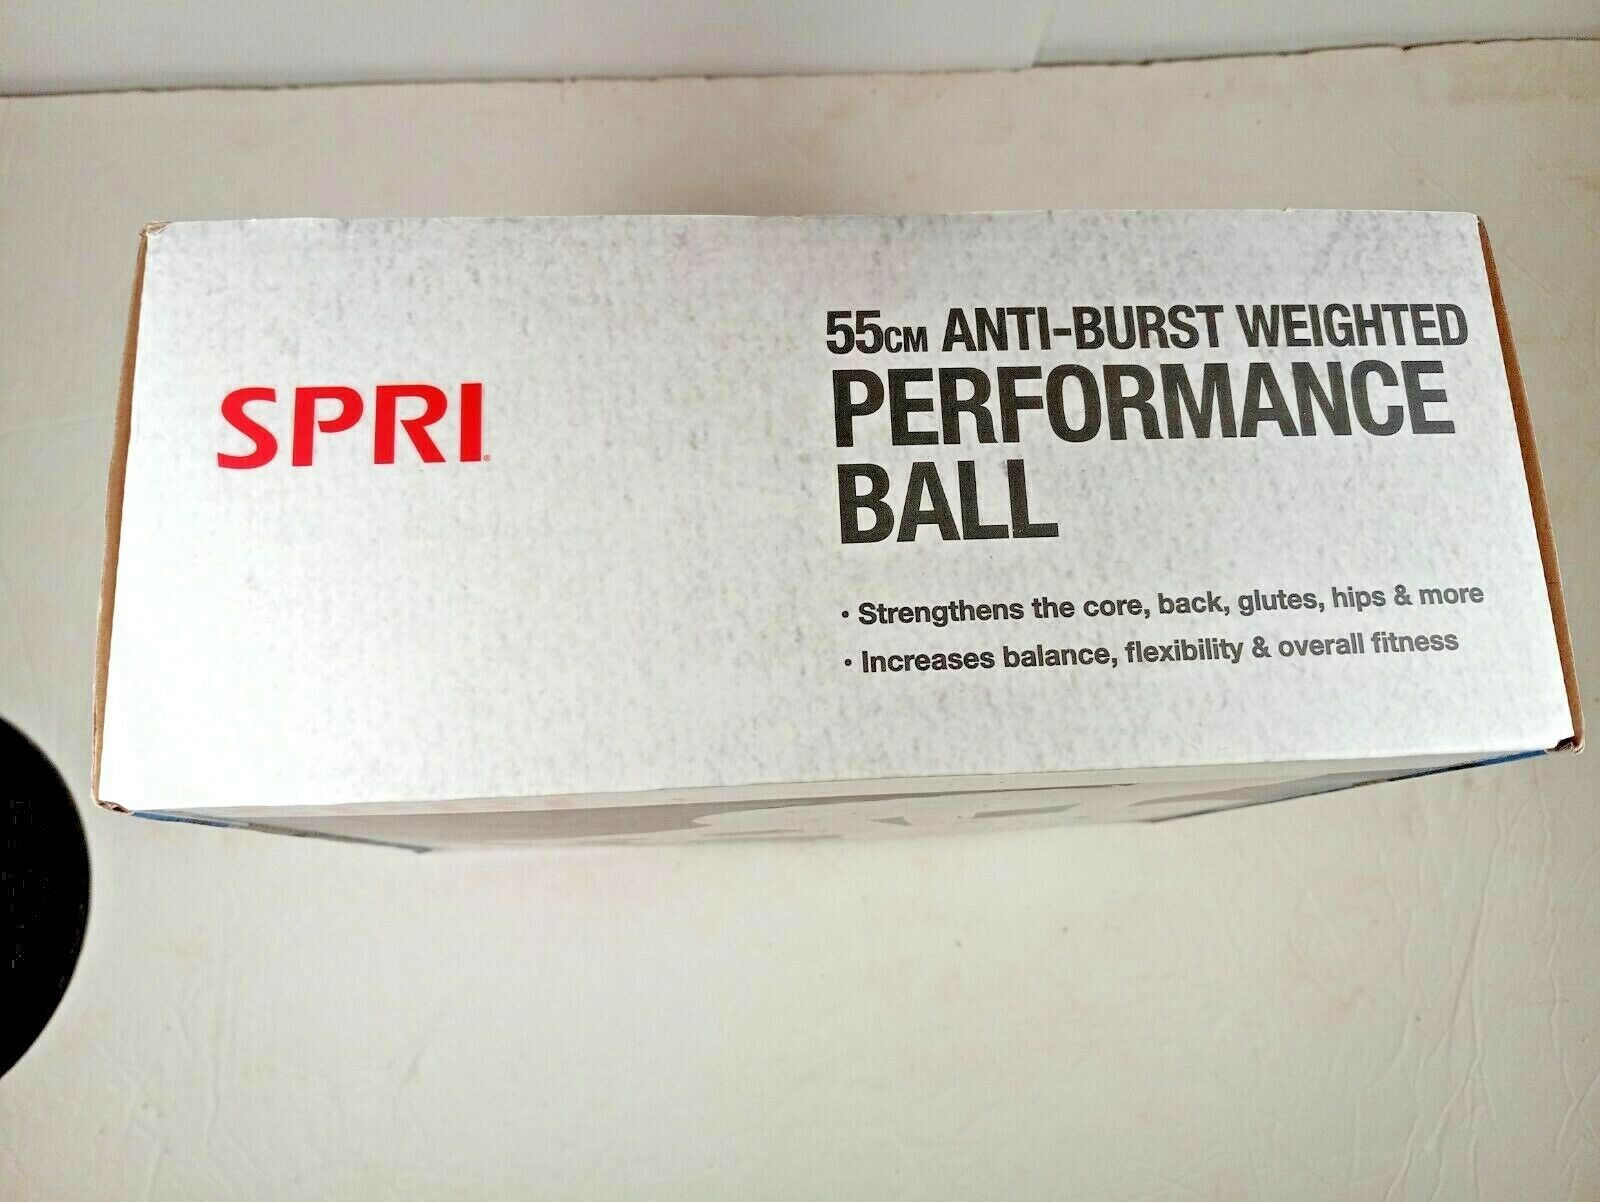 SPRI®
55CM ANTI-BURST WEIGHTED
PERFORMANCE
BALL
• Strengthens the core, back, glutes, hips & more
• Increases balance, flexibility & overall fitness